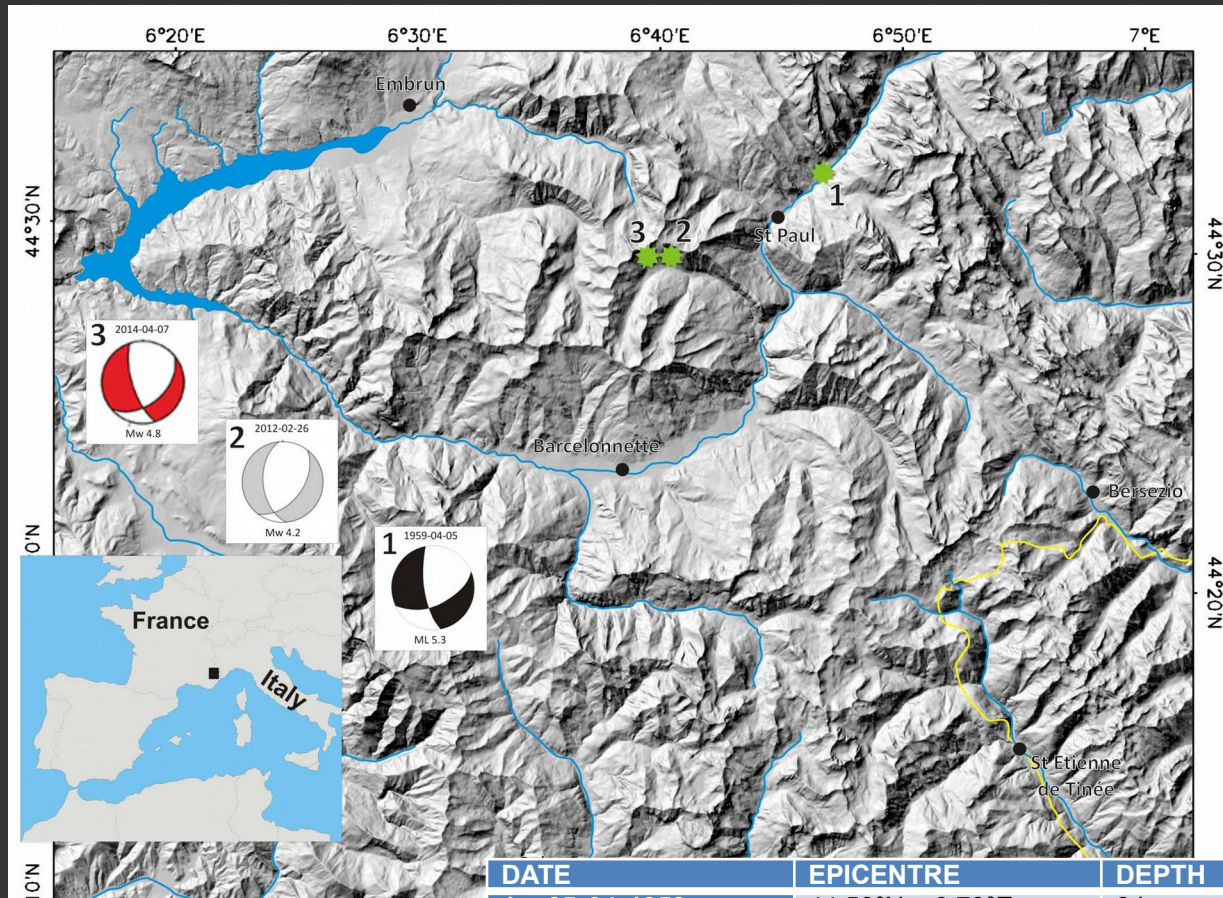 6°20'E 6°30'E 6°40'E 6°50'E 7°E
Embrun
1
44°30'N
St Paul
3 2
44°30'N
3 2014-04-07
Mw 4.8
2 2012-02-26
Mw 4.2
Barcelonnette
Bersezio
1 1959-04-05
ML 5.3
0'N
44°20'N
France
Italy
St Etienne
de Tinée
0'N
DATE EPICENTRE DEPTH